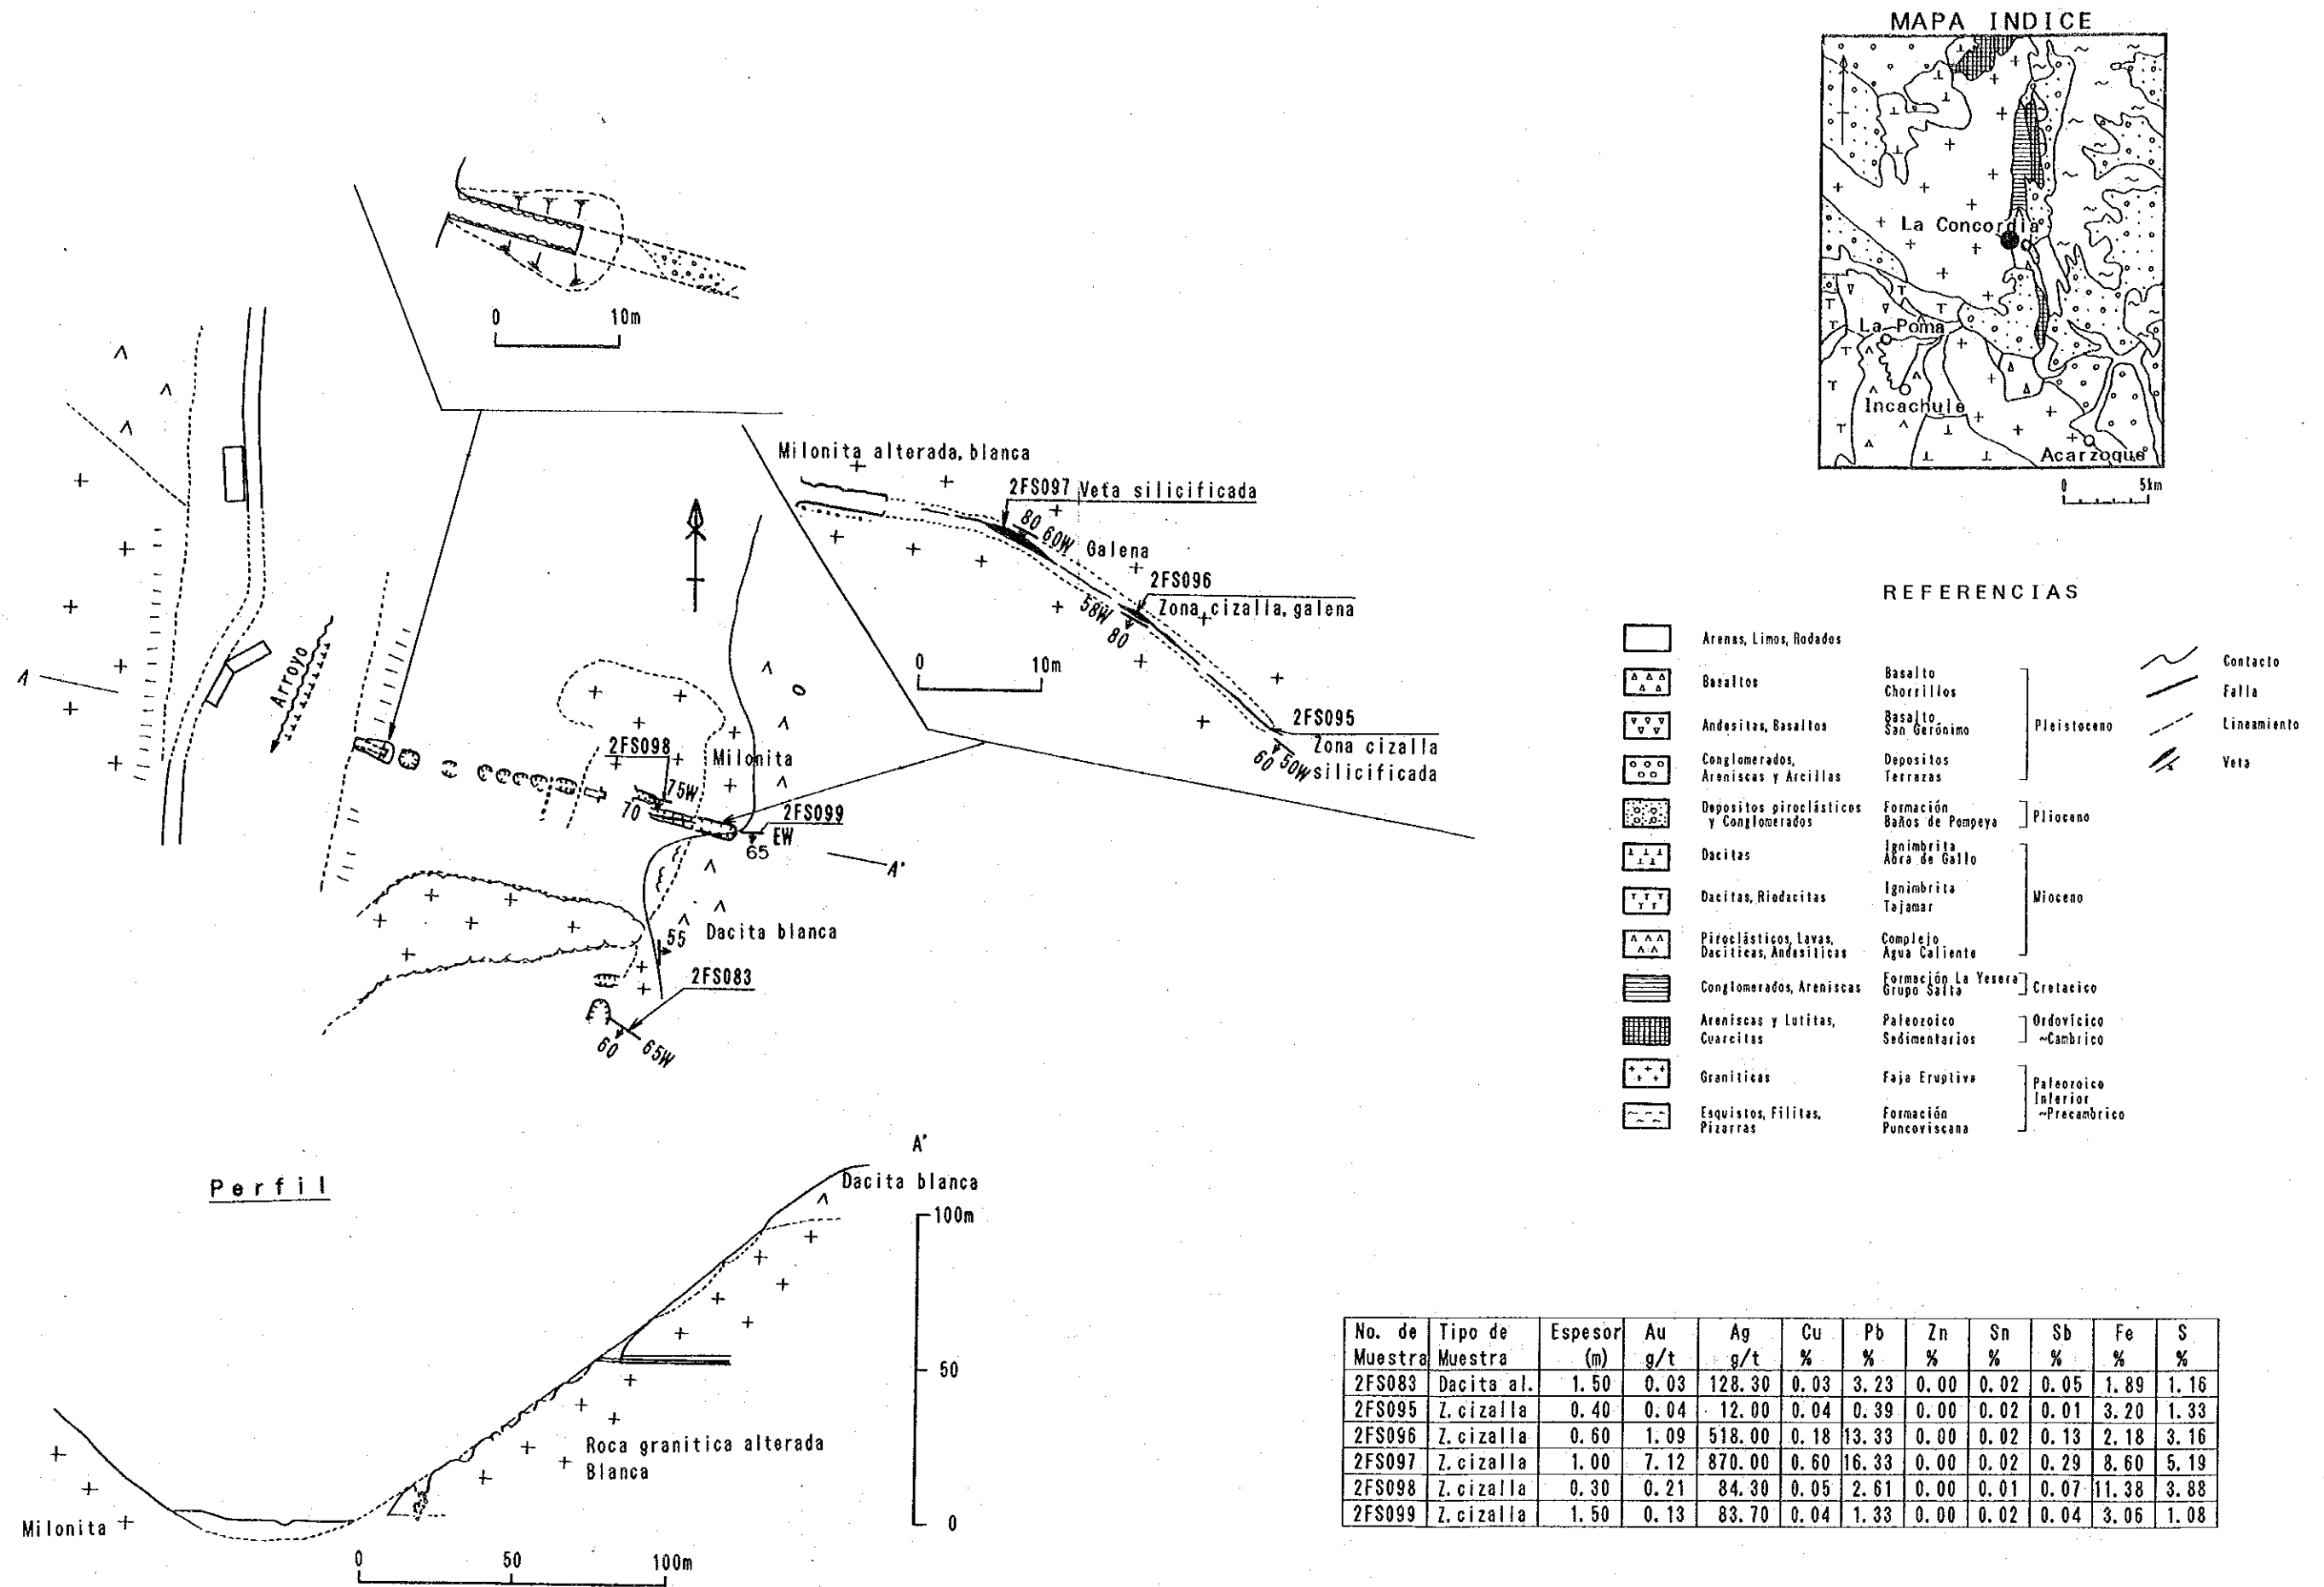 MAPA INDICE
La Concordia
La Poma
Incachule
Acarzoque
0 5km
0 10m
Milonita alterada, blanca
2FS097 Veta silicificada
80 60W Galena
2FS096
Zona cizalla, galena
58W 80
0 10m
2FS095
Zona cizalla
silicificada
60 50W
A
Arroyo
2FS098
Milonita
75W
70
2FS099
EW
65
A'
Dacita blanca
55
2FS083
60 65W
REFERENCIAS
Arenas, Limos, Rodados
Basaltos Basalto Chorrillos
Andesitas, Basaltos Basalto San Gerónimo Pleistoceno
Conglomerados, Areniscas y Arcillas Depositos Terrazas
Depositos piroclásticos y Conglomerados Formación Baños de Pompeya Plioceno
Dacitas Ignimbrita Abra de Gallo
Dacitas, Riodacitas Ignimbrita Tajamar Mioceno
Piroclásticos, Lavas, Daciticas, Andesiticas Complejo Agua Caliente
Conglomerados, Areniscas Formación La Yesera Grupo Salta Cretacico
Areniscas y Lutitas, Cuarcitas Paleozoico Sedimentarios Ordovicico ~Cambrico
Graniticas Faja Eruptiva Paleozoico Inferior ~Precambrico
Esquistos, Filitas, Pizarras Formación Puncoviscana
Contacto
Falla
Lineamiento
Veta
Perfil
A'
Dacita blanca
100m
50
0
Roca granitica alterada
Blanca
Milonita
0 50 100m
No. de Muestra Tipo de Muestra Espesor (m) Au g/t Ag g/t Cu % Pb % Zn % Sn % Sb % Fe % S %
2FS083 Dacita al. 1.50 0.03 128.30 0.03 3.23 0.00 0.02 0.05 1.89 1.16
2FS095 Z.cizalla 0.40 0.04 12.00 0.04 0.39 0.00 0.02 0.01 3.20 1.33
2FS096 Z.cizalla 0.60 1.09 518.00 0.18 13.33 0.00 0.02 0.13 2.18 3.16
2FS097 Z.cizalla 1.00 7.12 870.00 0.60 16.33 0.00 0.02 0.29 8.60 5.19
2FS098 Z.cizalla 0.30 0.21 84.30 0.05 2.61 0.00 0.01 0.07 11.38 3.88
2FS099 Z.cizalla 1.50 0.13 83.70 0.04 1.33 0.00 0.02 0.04 3.06 1.08